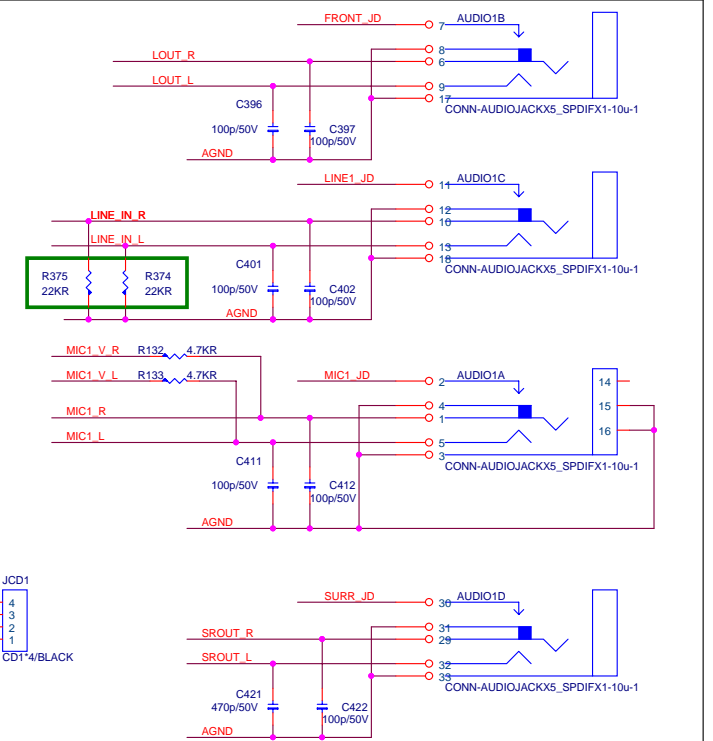 FRONT_JD
7
AUDIO1B
8
LOUT_R
6
LOUT_L
9
17
C396
CONN-AUDIOJACKX5_SPDIFX1-10u-1
100p/50V
C397
100p/50V
AGND
LINE1_JD
11
AUDIO1C
12
LINE_IN_R
10
LINE_IN_L
13
18
C401
CONN-AUDIOJACKX5_SPDIFX1-10u-1
R375
R374
22KR
22KR
100p/50V
C402
100p/50V
AGND
MIC1_V_R
R132
4.7KR
MIC1_V_L
R133
4.7KR
MIC1_JD
2
AUDIO1A
14
4
15
MIC1_R
1
16
MIC1_L
5
3
C411
CONN-AUDIOJACKX5_SPDIFX1-10u-1
100p/50V
C412
100p/50V
AGND
JCD1
4
3
2
1
CD1*4/BLACK
SURR_JD
30
AUDIO1D
31
SROUT_R
29
SROUT_L
32
33
CONN-AUDIOJACKX5_SPDIFX1-10u-1
C421
470p/50V
C422
100p/50V
AGND